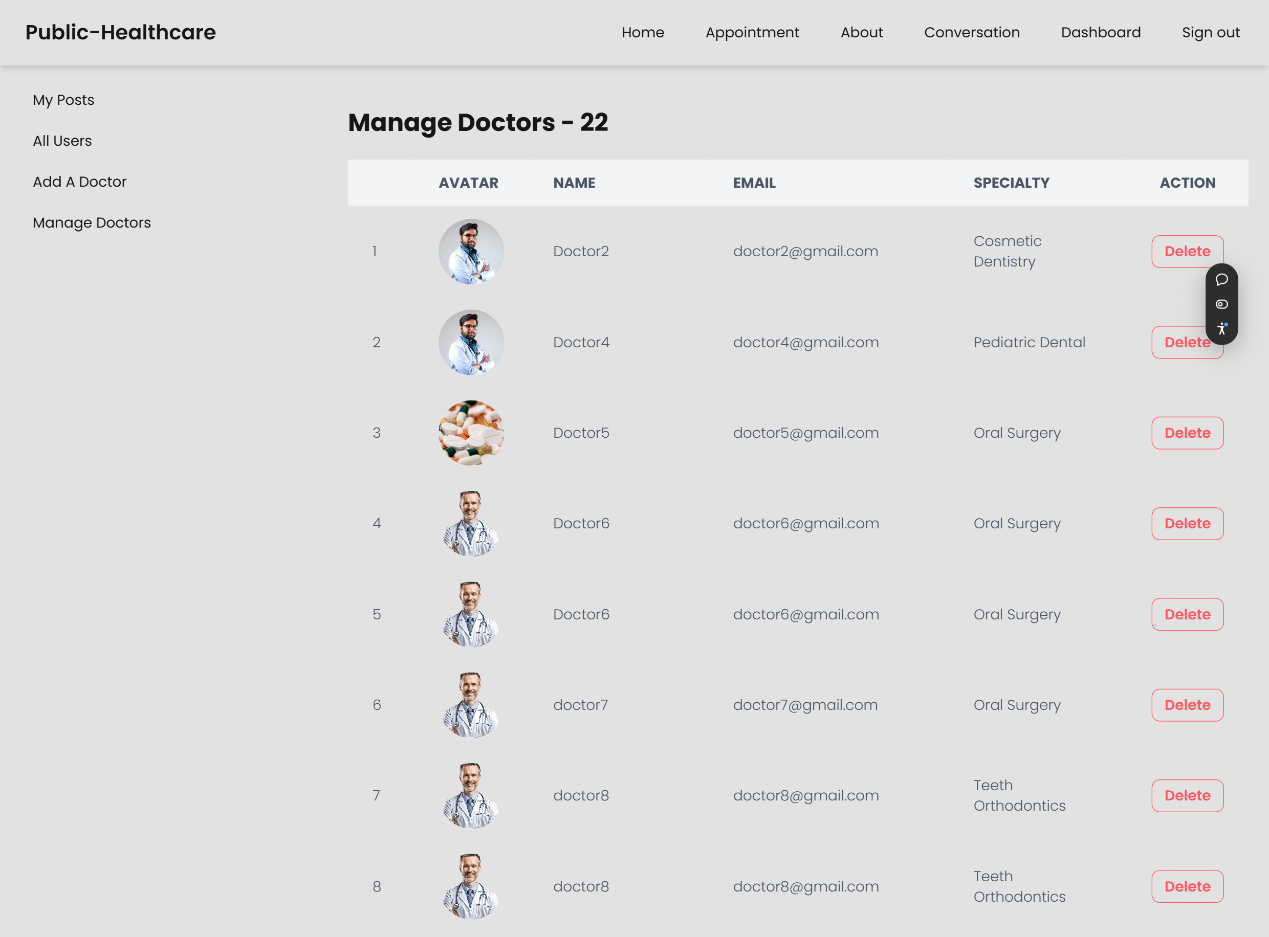 Public-Healthcare
Home Appointment About Conversation Dashboard Sign out
My Posts
All Users
Add A Doctor
Manage Doctors
Manage Doctors - 22
AVATAR NAME EMAIL SPECIALTY ACTION
1 Doctor2 doctor2@gmail.com Cosmetic
Dentistry Delete
2 Doctor4 doctor4@gmail.com Pediatric Dental Delete
3 Doctor5 doctor5@gmail.com Oral Surgery Delete
4 Doctor6 doctor6@gmail.com Oral Surgery Delete
5 Doctor6 doctor6@gmail.com Oral Surgery Delete
6 doctor7 doctor7@gmail.com Oral Surgery Delete
7 doctor8 doctor8@gmail.com Teeth
Orthodontics Delete
8 doctor8 doctor8@gmail.com Teeth
Orthodontics Delete